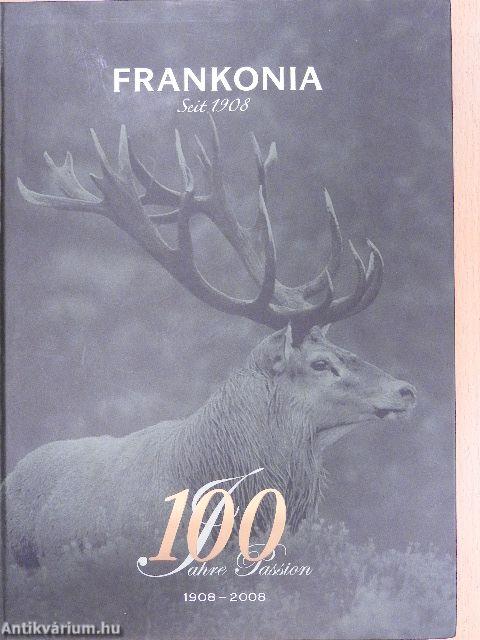 FRANKONIA
Seit 1908
100
Jahre Passion
1908 – 2008
Antikvárium.hu